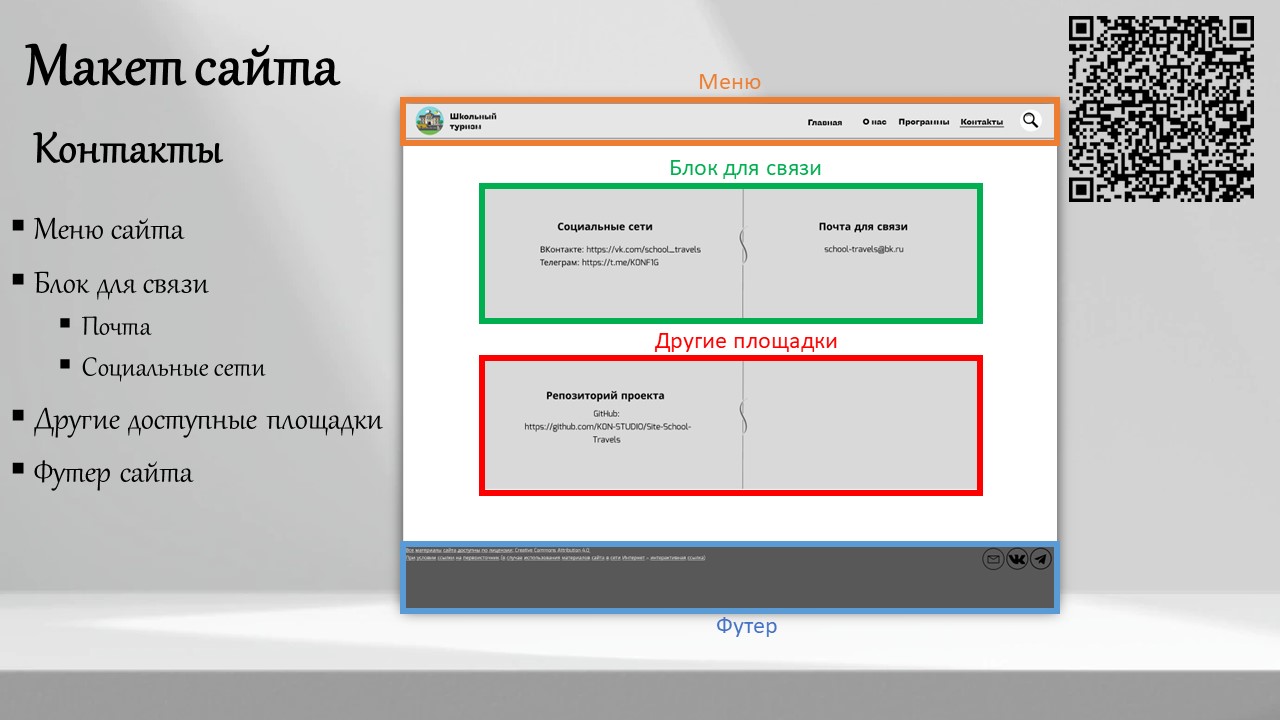 Макет сайта
Контакты
Меню сайта
Блок для связи
Почта
Социальные сети
Другие доступные площадки
Футер сайта
Меню
Школьный
туризм
Главная О нас Программы Контакты
Блок для связи
Социальные сети
ВКонтакте: https://vk.com/school_travels
Телеграм: https://t.me/K0NF1G
Почта для связи
school-travels@bk.ru
Другие площадки
Репозиторий проекта
GitHub:
https://github.com/K0N-STUDIO/Site-School-
Travels
Все материалы сайта доступны по лицензии: Creative Commons Attribution 4.0,
При условии ссылки на первоисточник (в случае использования материалов сайта в сети Интернет – интерактивная ссылка)
Футер